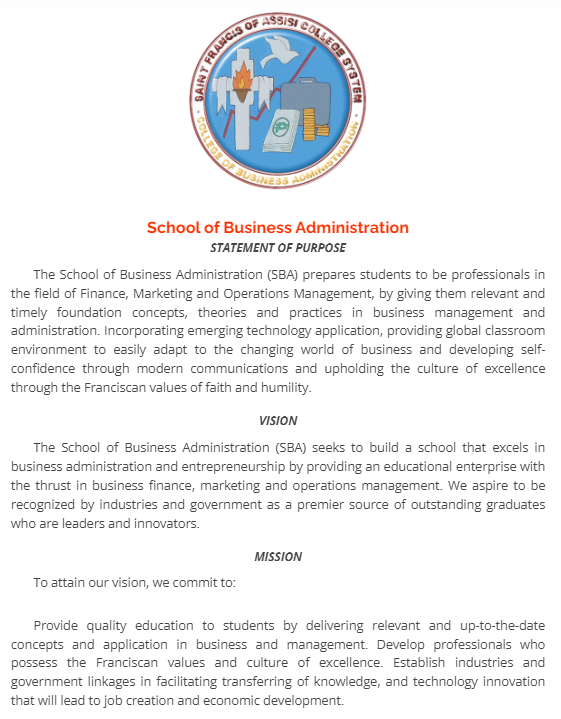 SAINT FRANCIS OF ASSISI COLLEGE SYSTEM
COLLEGE OF BUSINESS ADMINISTRATION
School of Business Administration
STATEMENT OF PURPOSE
The School of Business Administration (SBA) prepares students to be professionals in
the field of Finance, Marketing and Operations Management, by giving them relevant and
timely foundation concepts, theories and practices in business management and
administration. Incorporating emerging technology application, providing global classroom
environment to easily adapt to the changing world of business and developing self-
confidence through modern communications and upholding the culture of excellence
through the Franciscan values of faith and humility.
VISION
The School of Business Administration (SBA) seeks to build a school that excels in
business administration and entrepreneurship by providing an educational enterprise with
the thrust in business finance, marketing and operations management. We aspire to be
recognized by industries and government as a premier source of outstanding graduates
who are leaders and innovators.
MISSION
To attain our vision, we commit to:
Provide quality education to students by delivering relevant and up-to-the-date
concepts and application in business and management. Develop professionals who
possess the Franciscan values and culture of excellence. Establish industries and
government linkages in facilitating transferring of knowledge, and technology innovation
that will lead to job creation and economic development.